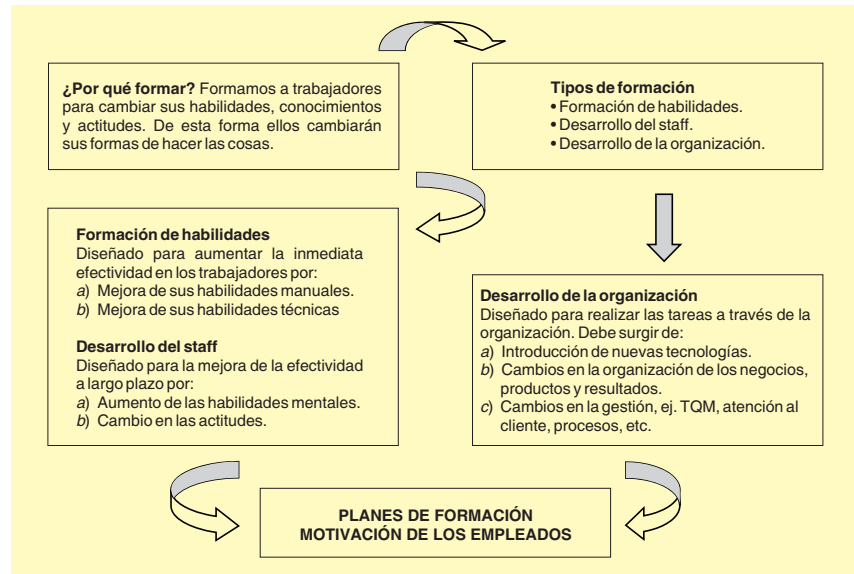 ¿Por qué formar? Formamos a trabajadores
para cambiar sus habilidades, conocimientos
y actitudes. De esta forma ellos cambiarán
sus formas de hacer las cosas.
Tipos de formación
• Formación de habilidades.
• Desarrollo del staff.
• Desarrollo de la organización.
Formación de habilidades
Diseñado para aumentar la inmediata
efectividad en los trabajadores por:
a) Mejora de sus habilidades manuales.
b) Mejora de sus habilidades técnicas
Desarrollo del staff
Diseñado para la mejora de la efectividad
a largo plazo por:
a) Aumento de las habilidades mentales.
b) Cambio en las actitudes.
Desarrollo de la organización
Diseñado para realizar las tareas a través de la
organización. Debe surgir de:
a) Introducción de nuevas tecnologías.
b) Cambios en la organización de los negocios,
productos y resultados.
c) Cambios en la gestión, ej. TQM, atención al
cliente, procesos, etc.
PLANES DE FORMACIÓN
MOTIVACIÓN DE LOS EMPLEADOS